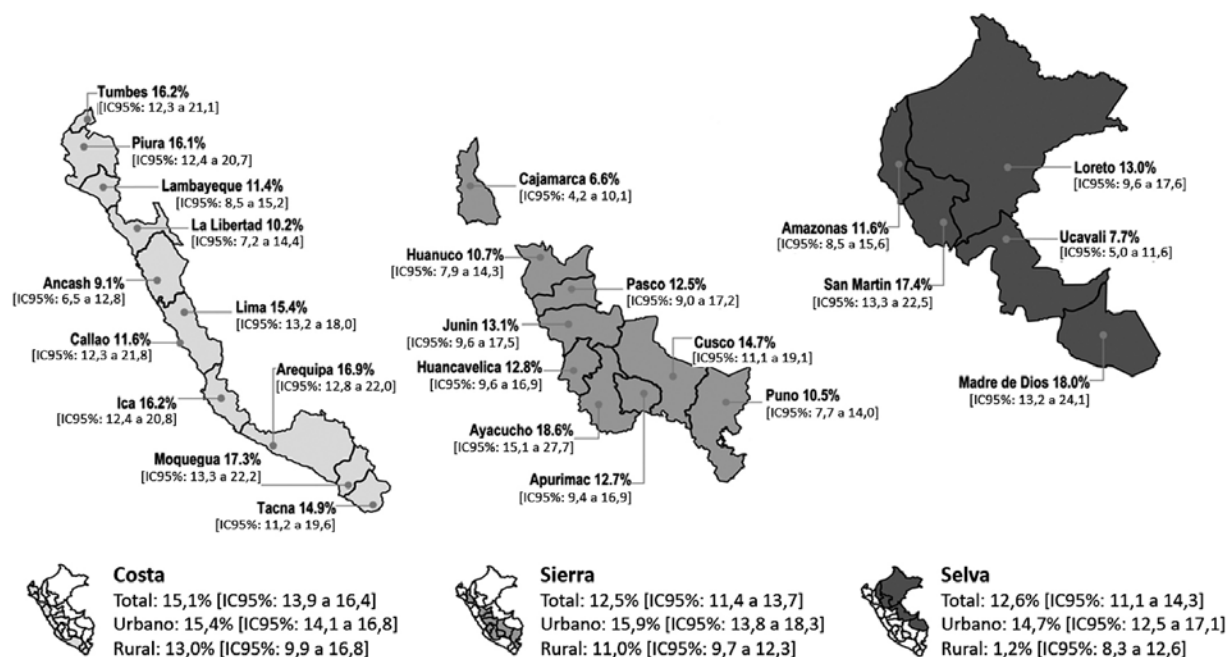 Tumbes 16.2%
[IC95%: 12,3 a 21,1]
Piura 16.1%
[IC95%: 12,4 a 20,7]
Lambayeque 11.4%
[IC95%: 8,5 a 15,2]
La Libertad 10.2%
[IC95%: 7,2 a 14,4]
Ancash 9.1%
[IC95%: 6,5 a 12,8]
Lima 15.4%
[IC95%: 13,2 a 18,0]
Callao 11.6%
[IC95%: 12,3 a 21,8]
Arequipa 16.9%
[IC95%: 12,8 a 22,0]
Ica 16.2%
[IC95%: 12,4 a 20,8]
Moquegua 17.3%
[IC95%: 13,3 a 22,2]
Tacna 14.9%
[IC95%: 11,2 a 19,6]
Cajamarca 6.6%
[IC95%: 4,2 a 10,1]
Huanuco 10.7%
[IC95%: 7,9 a 14,3]
Pasco 12.5%
[IC95%: 9,0 a 17,2]
Junin 13.1%
[IC95%: 9,6 a 17,5]
Cusco 14.7%
[IC95%: 11,1 a 19,1]
Huancavelica 12.8%
[IC95%: 9,6 a 16,9]
Puno 10.5%
[IC95%: 7,7 a 14,0]
Ayacucho 18.6%
[IC95%: 15,1 a 27,7]
Apurimac 12.7%
[IC95%: 9,4 a 16,9]
Loreto 13.0%
[IC95%: 9,6 a 17,6]
Amazonas 11.6%
[IC95%: 8,5 a 15,6]
Ucavali 7.7%
[IC95%: 5,0 a 11,6]
San Martin 17.4%
[IC95%: 13,3 a 22,5]
Madre de Dios 18.0%
[IC95%: 13,2 a 24,1]
Costa
Total: 15,1% [IC95%: 13,9 a 16,4]
Urbano: 15,4% [IC95%: 14,1 a 16,8]
Rural: 13,0% [IC95%: 9,9 a 16,8]
Sierra
Total: 12,5% [IC95%: 11,4 a 13,7]
Urbano: 15,9% [IC95%: 13,8 a 18,3]
Rural: 11,0% [IC95%: 9,7 a 12,3]
Selva
Total: 12,6% [IC95%: 11,1 a 14,3]
Urbano: 14,7% [IC95%: 12,5 a 17,1]
Rural: 1,2% [IC95%: 8,3 a 12,6]